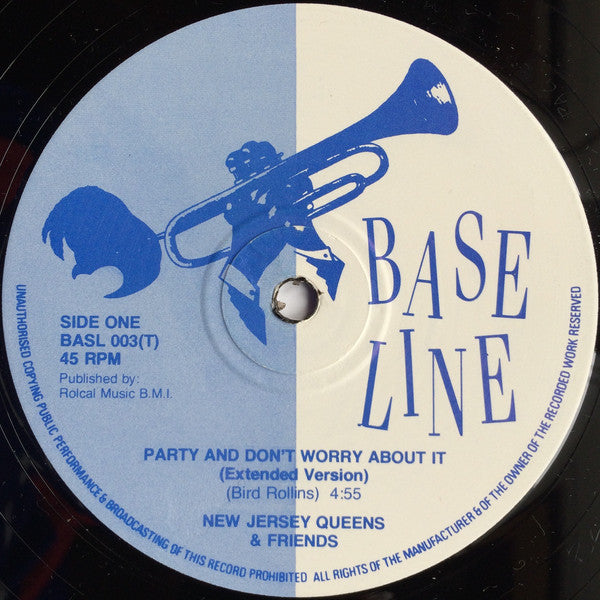 BASE
LINE
SIDE ONE
BASL 003(T)
45 RPM
Published by:
Rolcal Music B.M.I.
PARTY AND DON'T WORRY ABOUT IT
(Extended Version)
(Bird Rollins) 4:55
NEW JERSEY QUEENS
& FRIENDS
UNAUTHORISED COPYING PUBLIC PERFORMANCE & BROADCASTING OF THIS RECORD PROHIBITED ALL RIGHTS OF THE MANUFACTURER & OF THE OWNER OF THE RECORDED WORK RESERVED